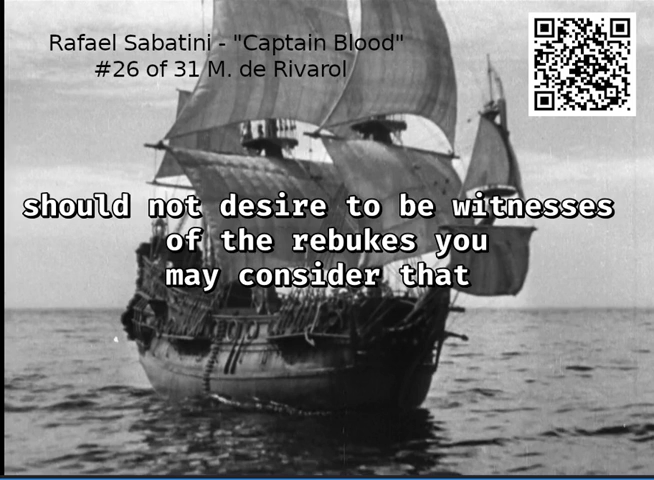 Rafael Sabatini - "Captain Blood"
#26 of 31 M. de Rivarol
should not desire to be witnesses
of the rebukes you
may consider that